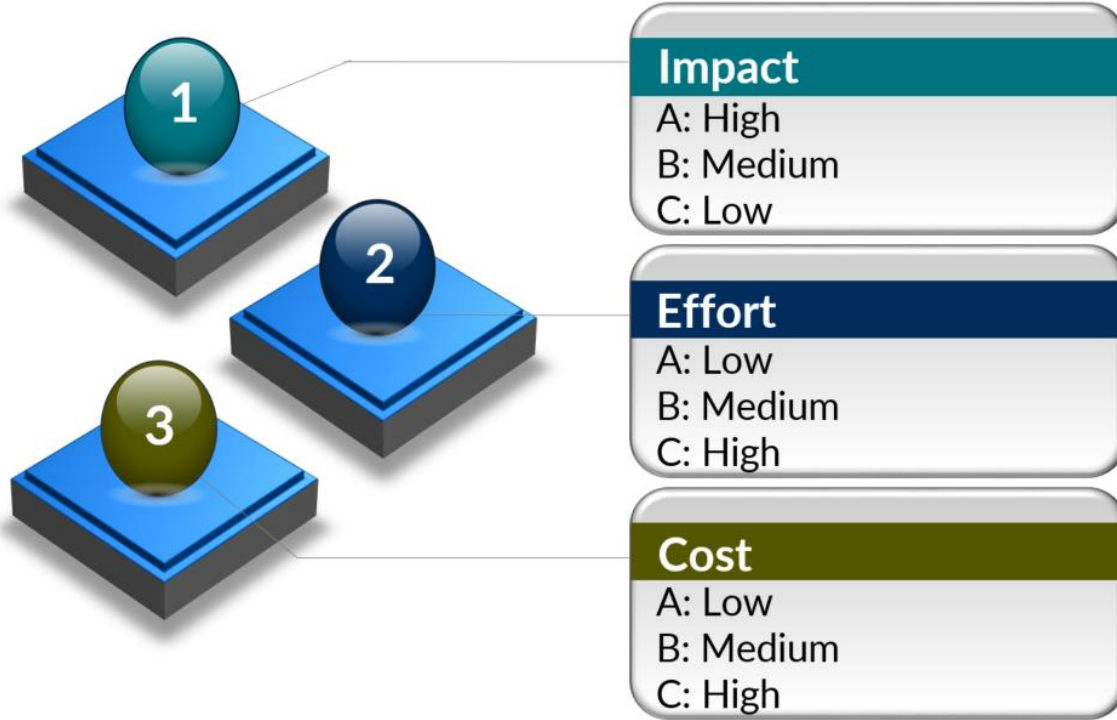 1
Impact
A: High
B: Medium
C: Low
2
Effort
A: Low
B: Medium
C: High
3
Cost
A: Low
B: Medium
C: High